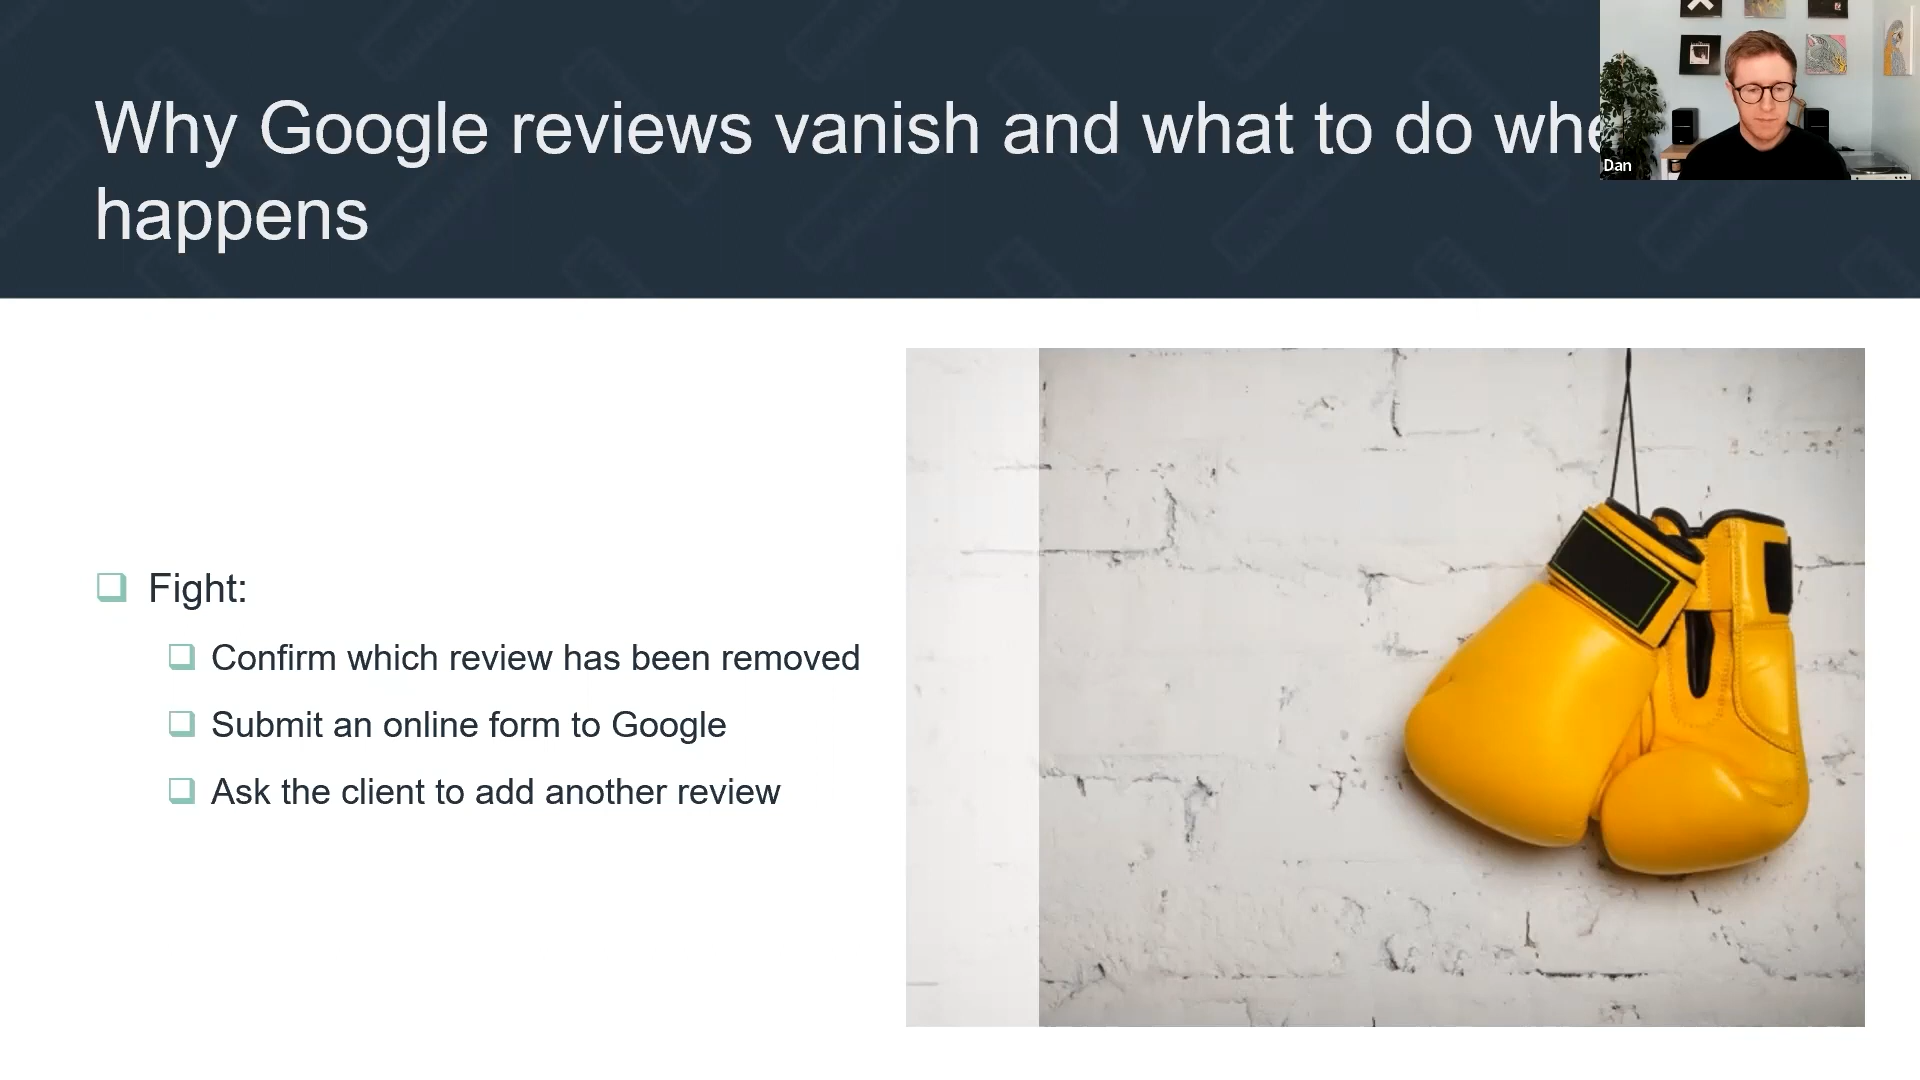 Why Google reviews vanish and what to do
happens
Dan
Fight:
Confirm which review has been removed
Submit an online form to Google
Ask the client to add another review